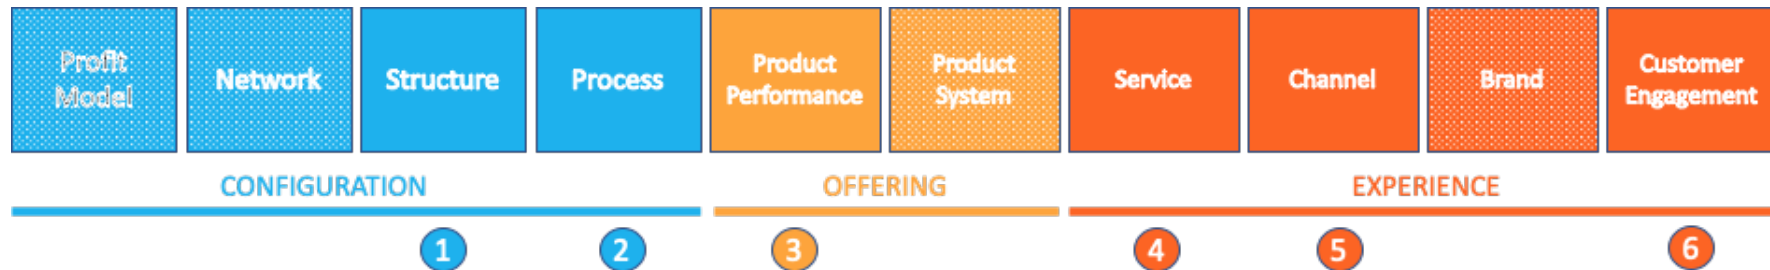 Profit
Model
Network
Structure
Process
Product
Performance
Product
System
Service
Channel
Brand
Customer
Engagement
CONFIGURATION
OFFERING
EXPERIENCE
1
2
3
4
5
6